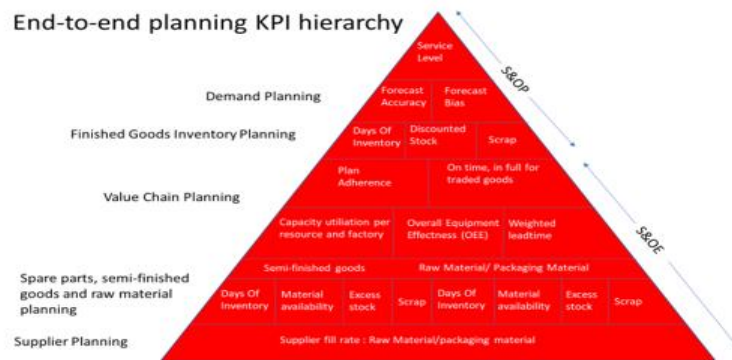 End-to-end planning KPI hierarchy
Service
Level
S&OP
Demand Planning
Forecast
Accuracy
Forecast
Bias
Finished Goods Inventory Planning
Days Of
Inventory
Discounted
Stock
Scrap
Plan
Adherence
On time, in full for
traded goods
Value Chain Planning
Capacity utiliation per
resource and factory
Overall Equipment
Effectness (OEE)
Weighted
leadtime
S&OE
Semi-finished goods
Raw Material/ Packaging Material
Spare parts, semi-finished
goods and raw material
planning
Days Of
Inventory
Material
availability
Excess
stock
Scrap
Days Of
Inventory
Material
availability
Excess
stock
Scrap
Supplier Planning
Supplier fill rate : Raw Material/packaging material